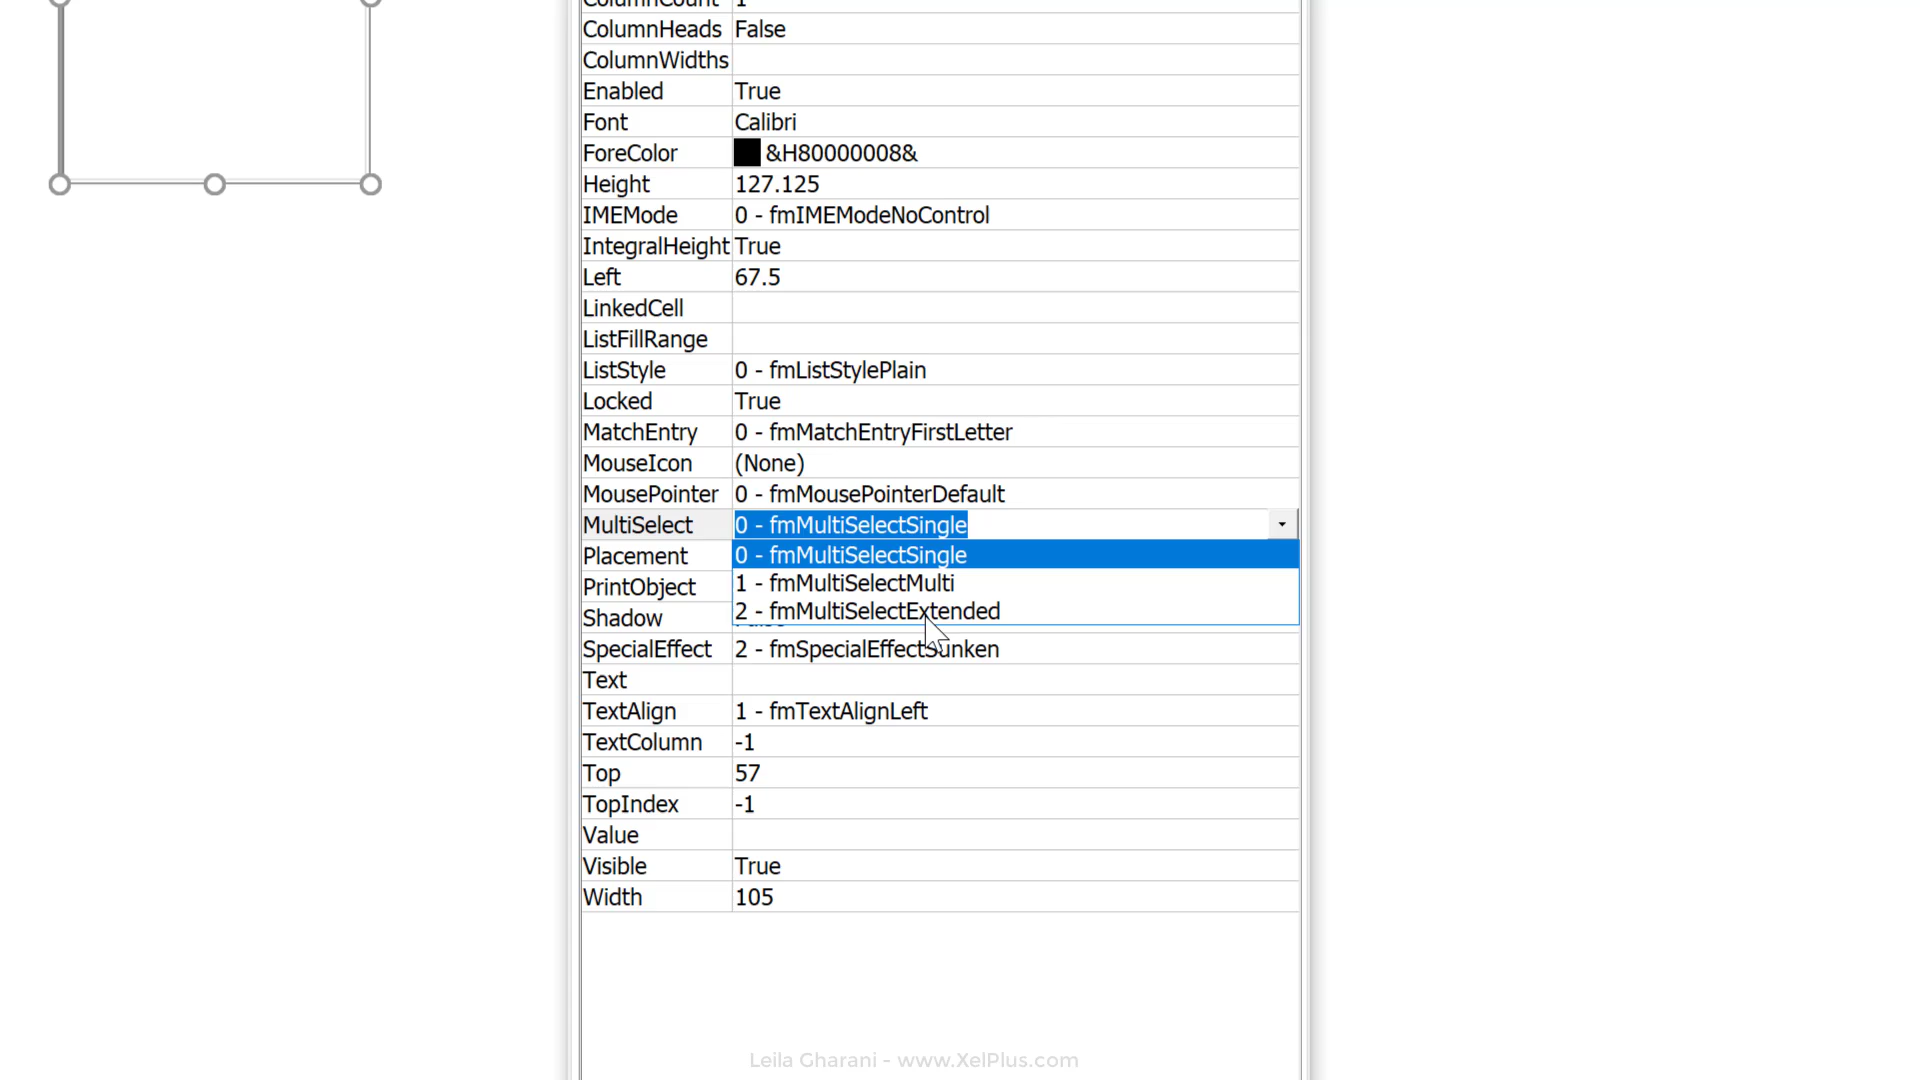 ColumnCount 1
ColumnHeads False
ColumnWidths
Enabled True
Font Calibri
ForeColor &H80000008&
Height 127.125
IMEMode 0 - fmIMEModeNoControl
IntegralHeight True
Left 67.5
LinkedCell
ListFillRange
ListStyle 0 - fmListStylePlain
Locked True
MatchEntry 0 - fmMatchEntryFirstLetter
MouseIcon (None)
MousePointer 0 - fmMousePointerDefault
MultiSelect 0 - fmMultiSelectSingle
Placement 0 - fmMultiSelectSingle
PrintObject 1 - fmMultiSelectMulti
Shadow 2 - fmMultiSelectExtended
SpecialEffect 2 - fmSpecialEffectSunken
Text
TextAlign 1 - fmTextAlignLeft
TextColumn -1
Top 57
TopIndex -1
Value
Visible True
Width 105
Leila Gharani - www.XelPlus.com